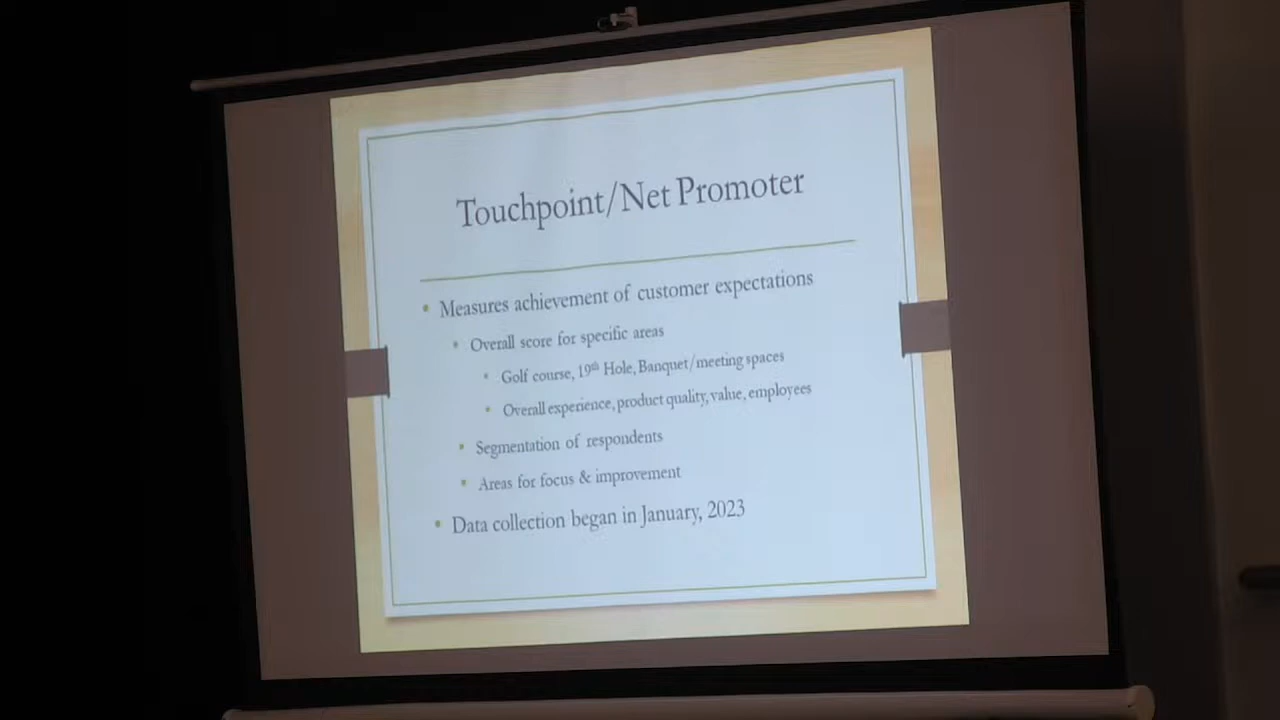 Touchpoint/Net Promoter
• Measures achievement of customer expectations
• Overall score for specific areas
• Golf course, 19th Hole, Banquet/meeting spaces
• Overall experience, product quality, value, employees
• Segmentation of respondents
• Areas for focus & improvement
• Data collection began in January, 2023